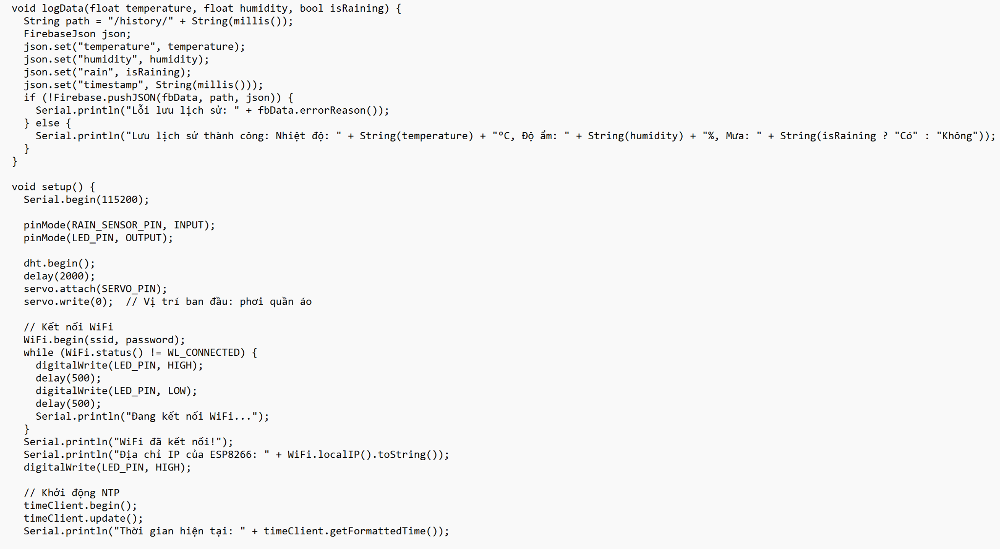 void logData(float temperature, float humidity, bool isRaining) {
  String path = "/history/" + String(millis());
  FirebaseJson json;
  json.set("temperature", temperature);
  json.set("humidity", humidity);
  json.set("rain", isRaining);
  json.set("timestamp", String(millis()));
  if (!Firebase.pushJSON(fbData, path, json)) {
    Serial.println("Lỗi lưu lịch sử: " + fbData.errorReason());
  } else {
    Serial.println("Lưu lịch sử thành công: Nhiệt độ: " + String(temperature) + "°C, Độ ẩm: " + String(humidity) + "%, Mưa: " + String(isRaining ? "Có" : "Không"));
  }
}

void setup() {
  Serial.begin(115200);

  pinMode(RAIN_SENSOR_PIN, INPUT);
  pinMode(LED_PIN, OUTPUT);

  dht.begin();
  delay(2000);
  servo.attach(SERVO_PIN);
  servo.write(0);  // Vị trí ban đầu: phơi quần áo

  // Kết nối WiFi
  WiFi.begin(ssid, password);
  while (WiFi.status() != WL_CONNECTED) {
    digitalWrite(LED_PIN, HIGH);
    delay(500);
    digitalWrite(LED_PIN, LOW);
    delay(500);
    Serial.println("Đang kết nối WiFi...");
  }
  Serial.println("WiFi đã kết nối!");
  Serial.println("Địa chỉ IP của ESP8266: " + WiFi.localIP().toString());
  digitalWrite(LED_PIN, HIGH);

  // Khởi động NTP
  timeClient.begin();
  timeClient.update();
  Serial.println("Thời gian hiện tại: " + timeClient.getFormattedTime());